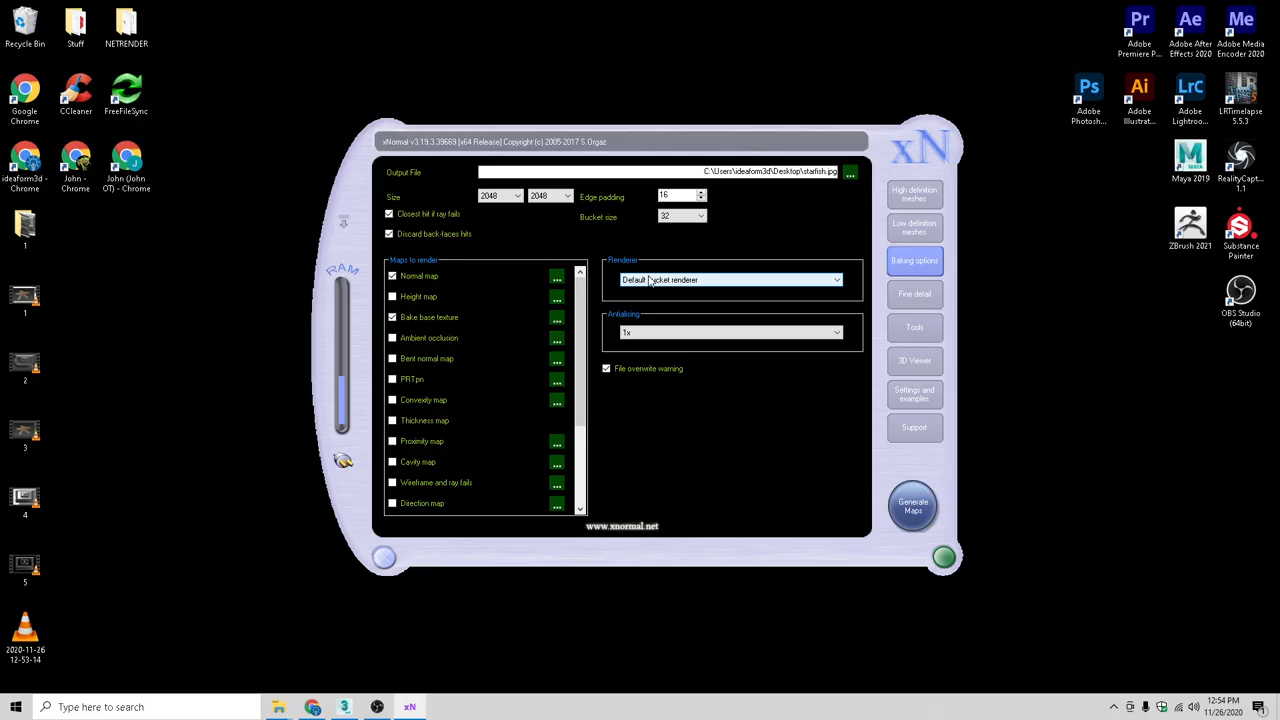 Recycle Bin
Stuff
NETRENDER
Google
Chrome
CCleaner
FreeFileSync
ideaform3d -
Chrome
John -
Chrome
John (John
OT) - Chrome
1
1
2
3
4
5
2020-11-26
12-53-14
Pr
Adobe
Premiere P...
Ae
Adobe After
Effects 2020
Me
Adobe Media
Encoder 2020
Ps
Adobe
Photosh...
Ai
Adobe
Illustrat...
LrC
Adobe
Lightroo...
LRTimelapse
5.5.3
Maya 2019
RealityCapt...
1.1
ZBrush 2021
Substance
Painter
OBS Studio
(64bit)
xNormal v3.19.3.39669 [x64 Release] Copyright (c) 2005-2017 S.Orgaz
xN
Output File
C:\Users\ideaform3d\Desktop\starfish.jpg
...
Size
2048
2048
Edge padding
16
Closest hit if ray fails
Bucket size
32
Discard back-faces hits
RAM
Maps to render
Normal map
...
Height map
...
Bake base texture
...
Ambient occlusion
...
Bent normal map
...
PRTpn
...
Convexity map
...
Thickness map
Proximity map
...
Cavity map
...
Wireframe and ray fails
...
Direction map
...
Renderer
Default bucket renderer
Antialising
1x
File overwrite warning
High definition
meshes
Low definition
meshes
Baking options
Fine detail
Tools
3D Viewer
Settings and
examples
Support
Generate
Maps
www.xnormal.net
Type here to search
3
xN
12:54 PM
11/26/2020
1